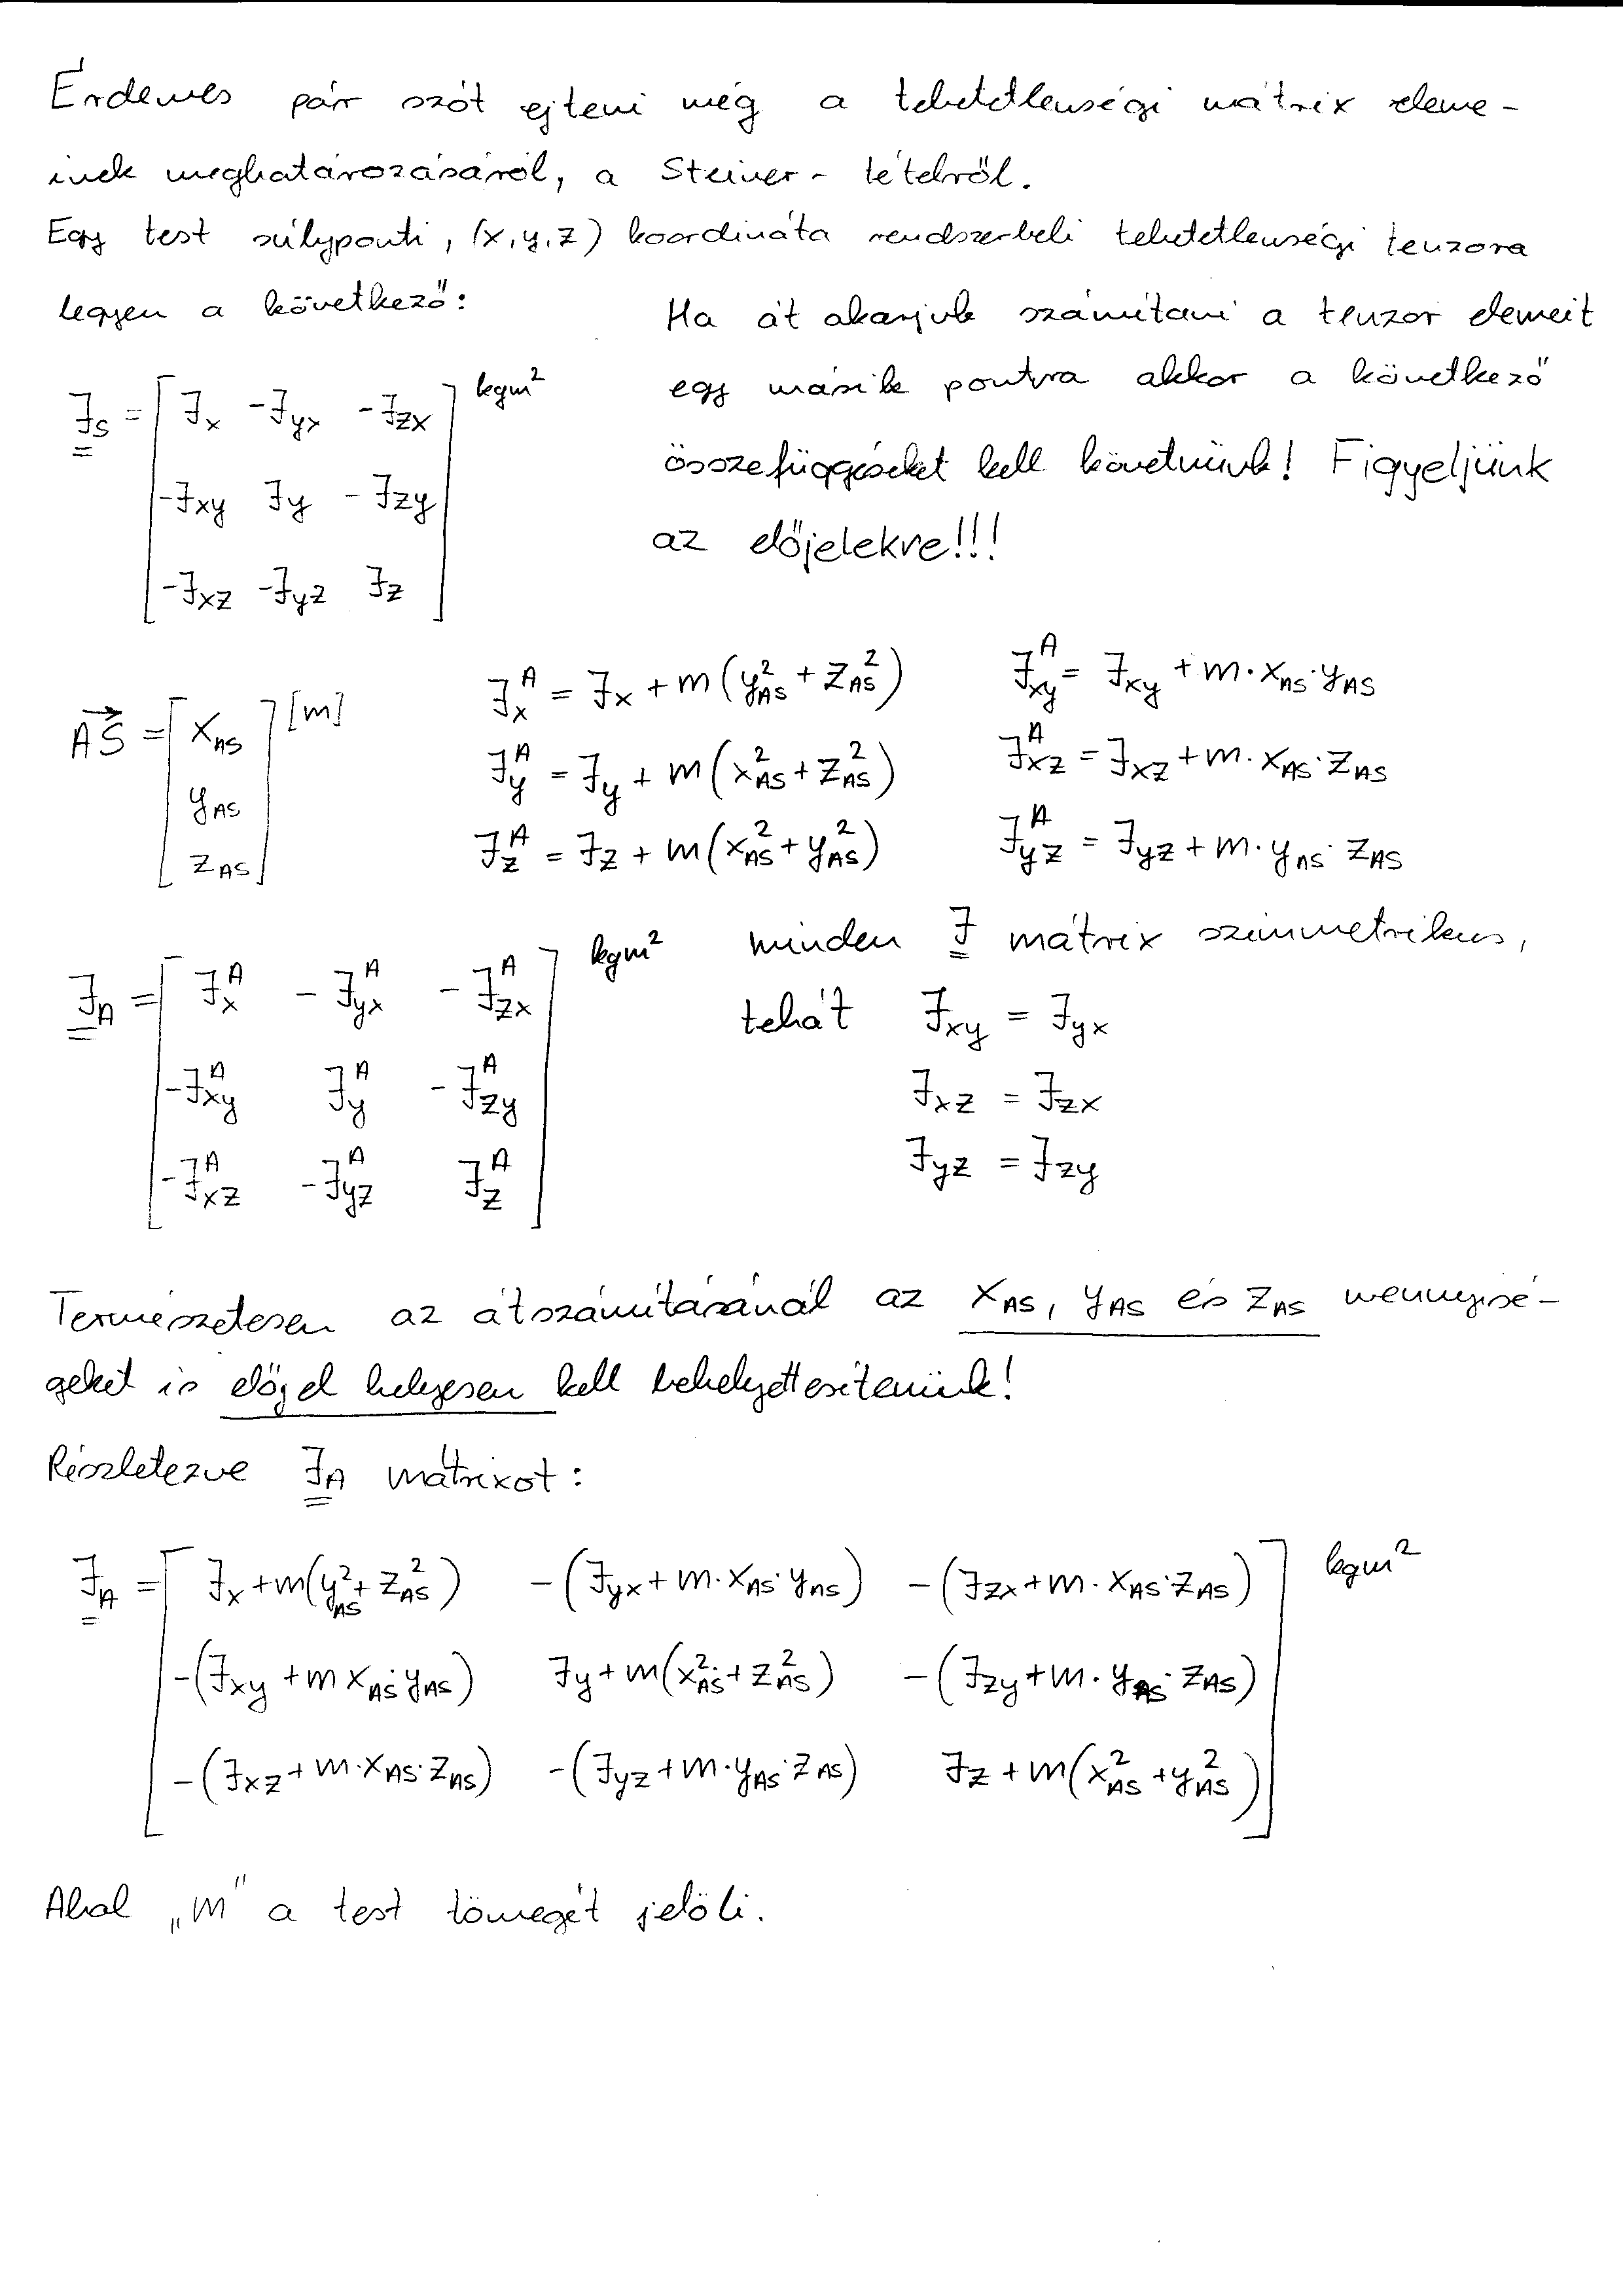 Érdemes pár szót ejteni még a tehetetlenségi mátrix eleme-
inek meghatározásáról, a Steiner- tételről.
Egy test súlyponti, (x,y,z) koordináta rendszerbeli tehetetlenségi tenzora
legyen a következő:
Ha át akarjuk számítani a tenzor elemeit
egy másik pontra akkor a következő
összefüggéseket kell követnünk! Figyeljünk
az előjelekre!!!
J_S = [ J_x  -J_yx  -J_zx ] kgm²
-J_xy  J_y  -J_zy
-J_xz  -J_yz  J_z
AS = [ x_AS ] [m]
y_AS
z_AS
J_x^A = J_x + m(y_AS² + z_AS²)
J_y^A = J_y + m(x_AS² + z_AS²)
J_z^A = J_z + m(x_AS² + y_AS²)
J_xy^A = J_xy + m·x_AS·y_AS
J_xz^A = J_xz + m·x_AS·z_AS
J_yz^A = J_yz + m·y_AS·z_AS
J_A = [ J_x^A  -J_yx^A  -J_zx^A ] kgm²
-J_xy^A  J_y^A  -J_zy^A
-J_xz^A  -J_yz^A  J_z^A
minden J mátrix szimmetrikus,
tehát J_xy = J_yx
J_xz = J_zx
J_yz = J_zy
Természetesen az átszámításánál az x_AS, y_AS és z_AS mennyisé-
geket is előjel helyesen kell behelyettesítenünk!
Részletezve J_A mátrixot:
J_A = [ J_x + m(y_AS² + z_AS²)  -(J_yx + m·x_AS·y_AS)  -(J_zx + m·x_AS·z_AS) ] kgm²
-(J_xy + m x_AS·y_AS)  J_y + m(x_AS² + z_AS²)  -(J_zy + m·y_AS·z_AS)
-(J_xz + m·x_AS·z_AS)  -(J_yz + m·y_AS·z_AS)  J_z + m(x_AS² + y_AS²)
Ahol „m" a test tömegét jelöli.